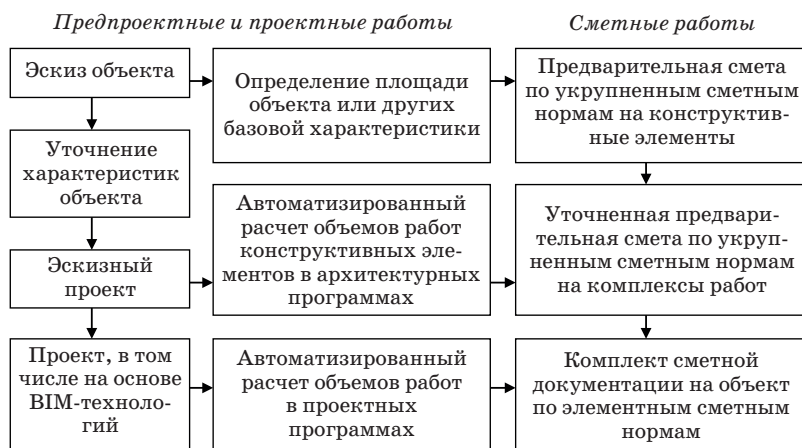 Предпроектные и проектные работы
Сметные работы
Эскиз объекта
Определение площади
объекта или других
базовой характеристики
Предварительная смета
по укрупненным сметным
нормам на конструктив-
ные элементы
Уточнение
характеристик
объекта
Автоматизированный
расчет объемов работ
конструктивных эле-
ментов в архитектурных
программах
Уточненная предвари-
тельная смета по укруп-
ненным сметным нормам
на комплексы работ
Эскизный
проект
Проект, в том
числе на основе
BIM-техноло-
гий
Автоматизированный
расчет объемов работ
в проектных
программах
Комплект сметной
документации на объект
по элементным сметным
нормам